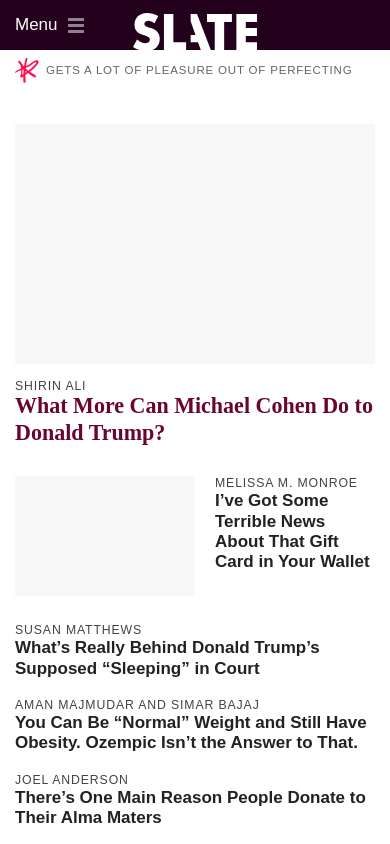 Menu
SLATE
GETS A LOT OF PLEASURE OUT OF PERFECTING
SHIRIN ALI
What More Can Michael Cohen Do to
Donald Trump?
MELISSA M. MONROE
I’ve Got Some
Terrible News
About That Gift
Card in Your Wallet
SUSAN MATTHEWS
What’s Really Behind Donald Trump’s
Supposed “Sleeping” in Court
AMAN MAJMUDAR AND SIMAR BAJAJ
You Can Be “Normal” Weight and Still Have
Obesity. Ozempic Isn’t the Answer to That.
JOEL ANDERSON
There’s One Main Reason People Donate to
Their Alma Maters